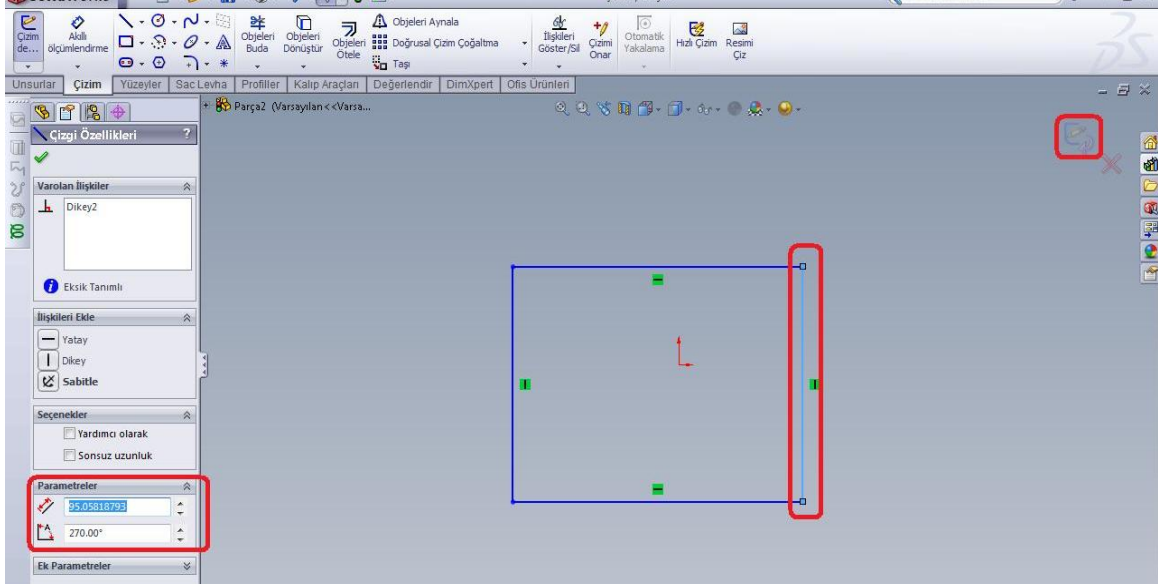 Çizim de...
Akıllı ölçümlendirme
Objeleri Buda
Objeleri Dönüştür
Objeleri Ötele
Objeleri Aynala
Doğrusal Çizim Çoğaltma
Taşı
İlişkileri Göster/Sil
Çizimi Onar
Otomatik Yakalama
Hızlı Çizim
Resimi Çiz
Unsurlar Çizim Yüzeyler Sac Levha Profiller Kalıp Araçları Değerlendir DimXpert Ofis Ürünleri
Parça2 (Varsayılan<<Varsa...
Çizgi Özellikleri ?
Varolan İlişkiler
Dikey2
Eksik Tanımlı
İlişkileri Ekle
Yatay
Dikey
Sabitle
Seçenekler
Yardımcı olarak
Sonsuz uzunluk
Parametreler
95.05818793
270.00°
Ek Parametreler